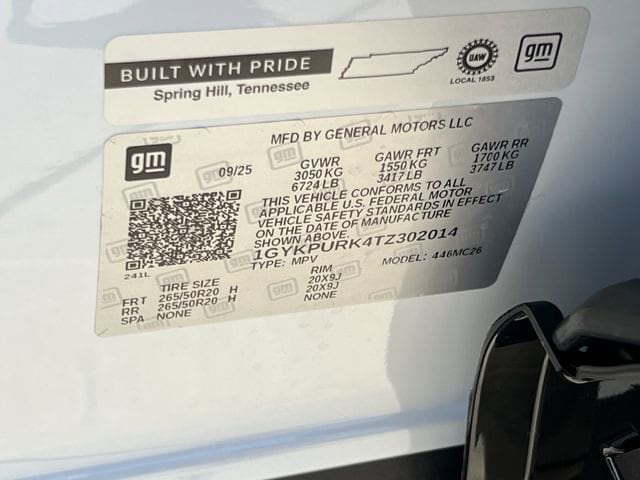 BUILT WITH PRIDE
Spring Hill, Tennessee
UAW
LOCAL 1853
gm
gm
MFD BY GENERAL MOTORS LLC
09/25 GVWR GAWR FRT GAWR RR
3050 KG 1550 KG 1700 KG
6724 LB 3417 LB 3747 LB
THIS VEHICLE CONFORMS TO ALL
APPLICABLE U.S. FEDERAL MOTOR
VEHICLE SAFETY STANDARDS IN EFFECT
ON THE DATE OF MANUFACTURE
SHOWN ABOVE.
1GYKPURK4TZ302014
TYPE: MPV MODEL: 446MC26
241L
TIRE SIZE RIM
FRT 265/50R20 H 20X9J
RR 265/50R20 H 20X9J
SPA NONE NONE